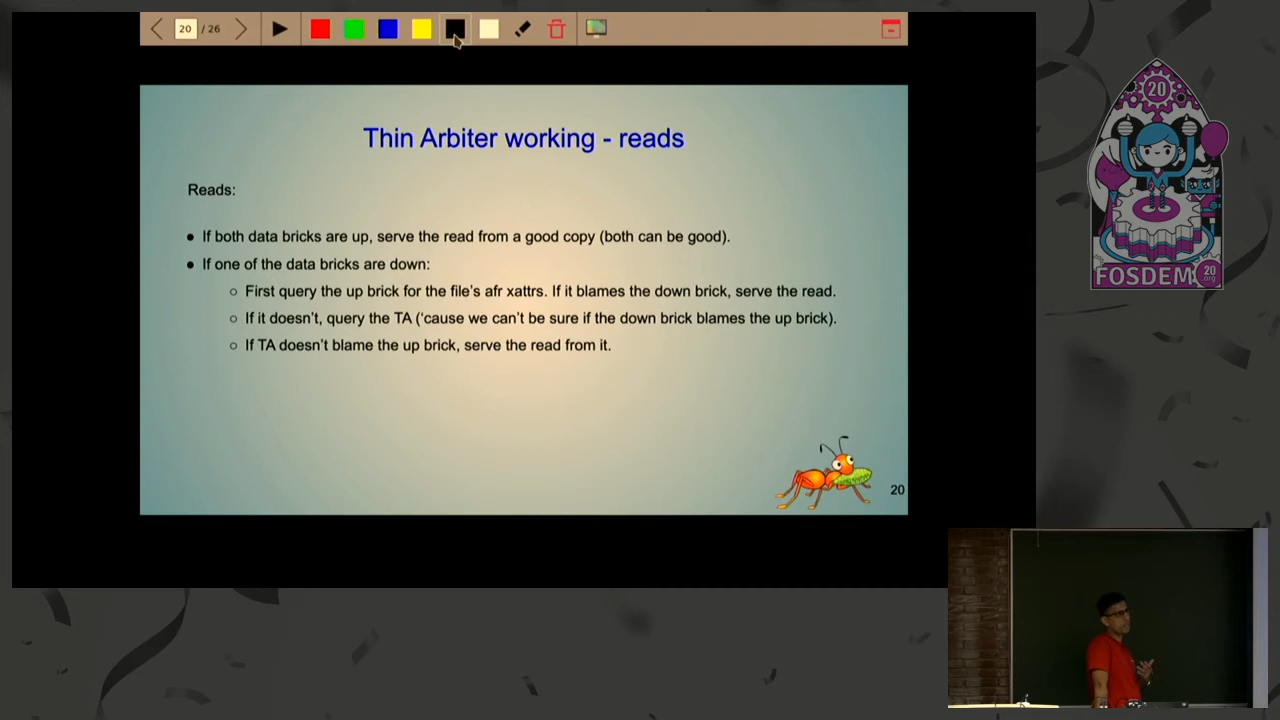 20 / 26
Thin Arbiter working - reads
Reads:
● If both data bricks are up, serve the read from a good copy (both can be good).
● If one of the data bricks are down:
○ First query the up brick for the file's afr xattrs. If it blames the down brick, serve the read.
○ If it doesn't, query the TA (‘cause we can't be sure if the down brick blames the up brick).
○ If TA doesn't blame the up brick, serve the read from it.
20
20
FOSDEM 20
.org